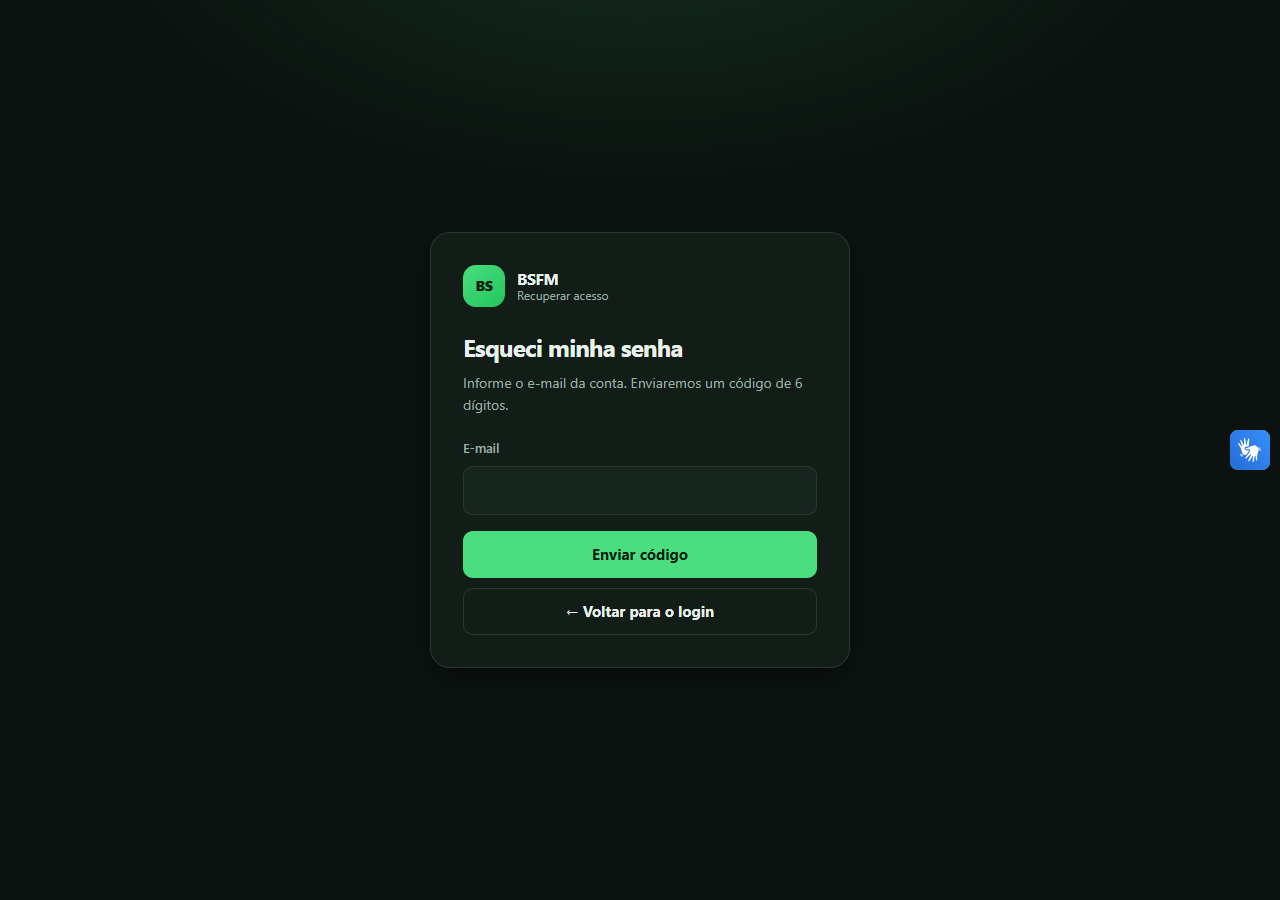 BS
BSFM
Recuperar acesso
Esqueci minha senha
Informe o e-mail da conta. Enviaremos um código de 6
dígitos.
E-mail
Enviar código
← Voltar para o login